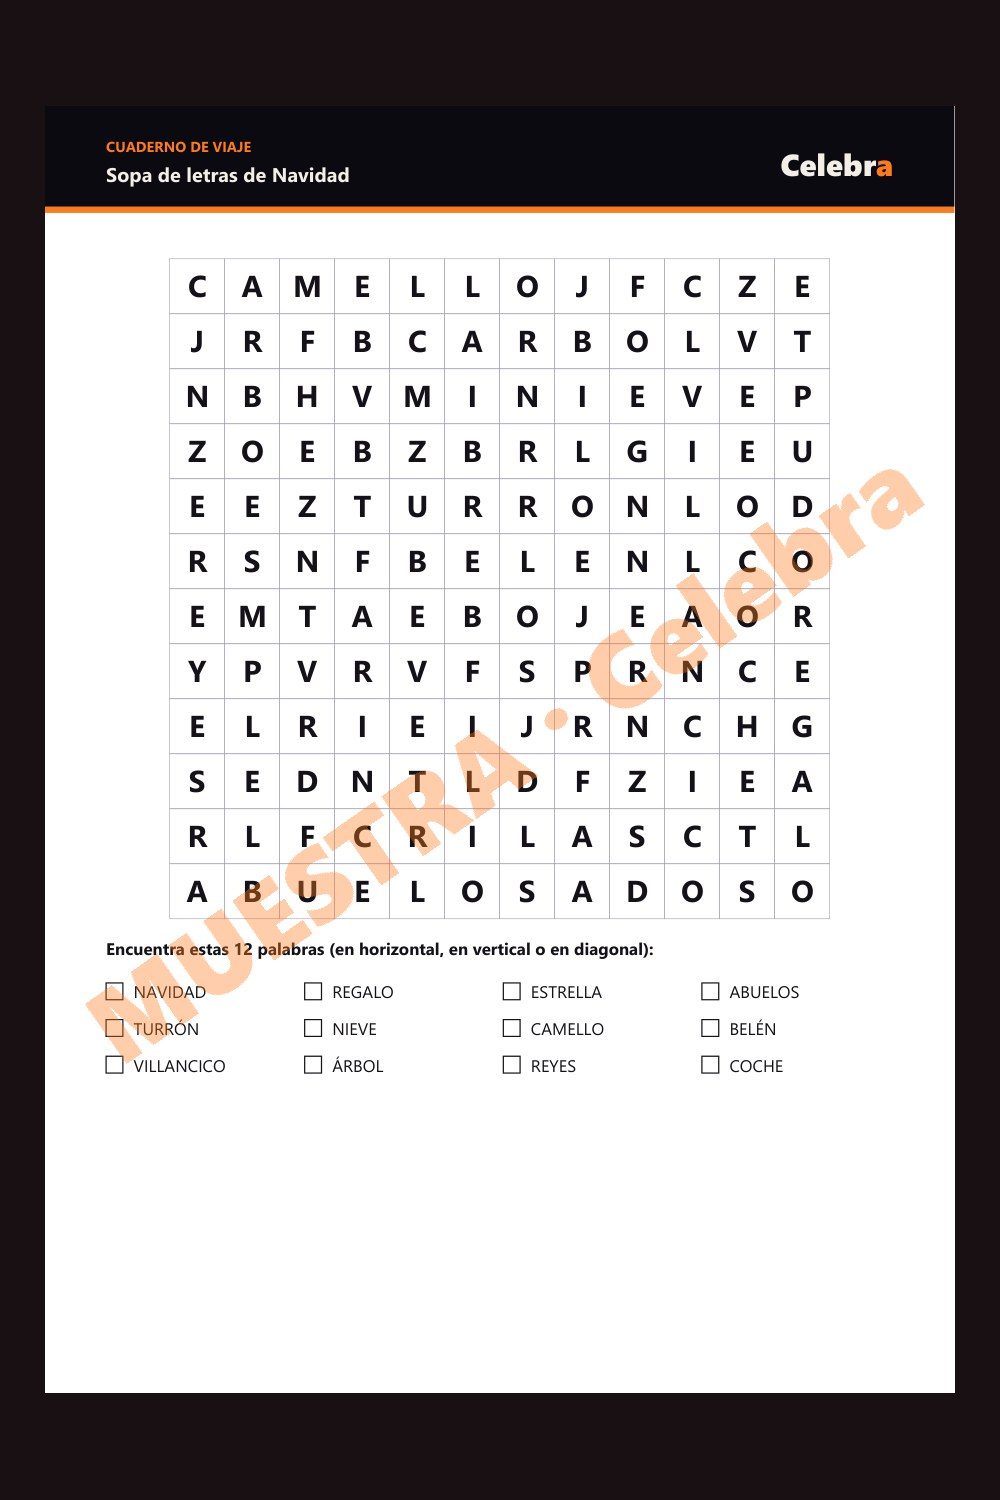 CUADERNO DE VIAJE
Sopa de letras de Navidad
Celebra
C A M E L L O J F C Z E
J R F B C A R B O L V T
N B H V M I N I E V E P
Z O E B Z B R L G I E U
E E Z T U R R O N L O D
R S N F B E L E N L C O
E M T A E B O J E A O R
Y P V R V F S P R N C E
E L R I E I J R N C H G
S E D N T L D F Z I E A
R L F C R I L A S C T L
A B U E L O S A D O S O
MUESTRA · Celebra
Encuentra estas 12 palabras (en horizontal, en vertical o en diagonal):
NAVIDAD REGALO ESTRELLA ABUELOS
TURRÓN NIEVE CAMELLO BELÉN
VILLANCICO ÁRBOL REYES COCHE